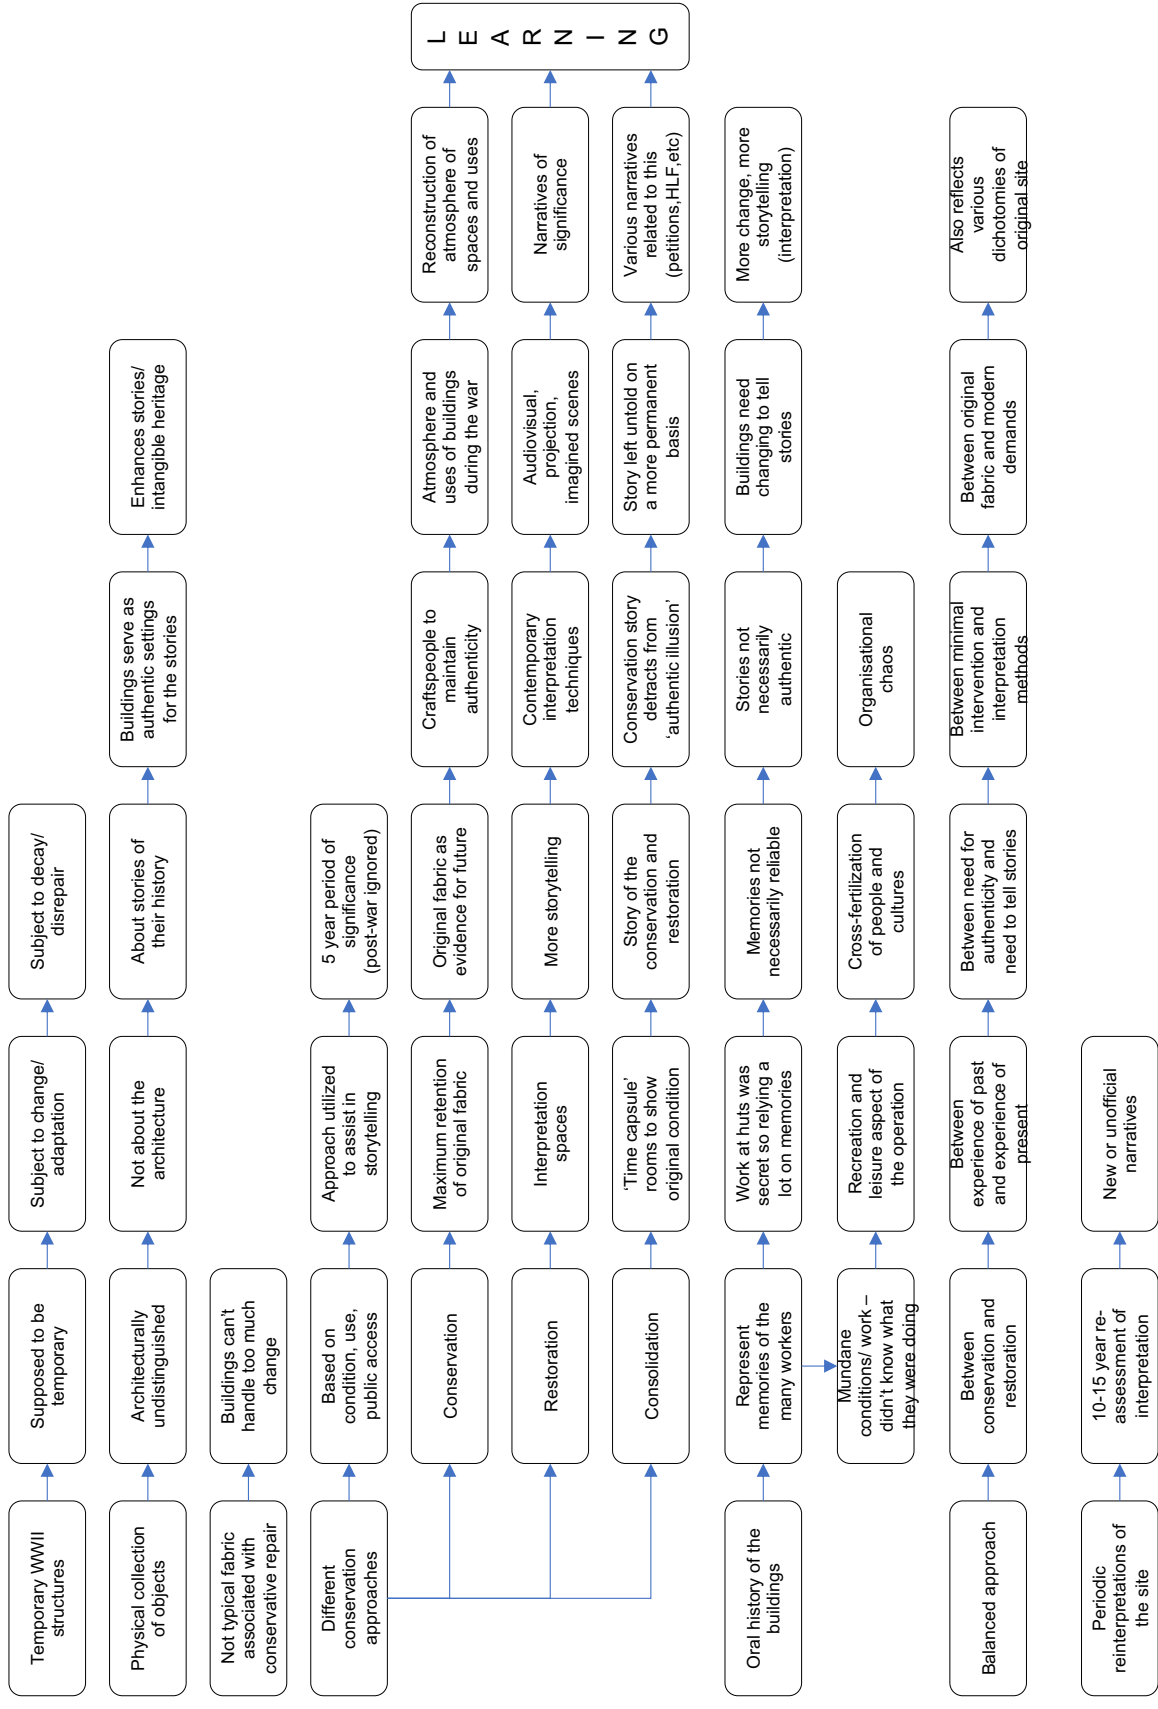 Temporary WWII
structures
Supposed to be
temporary
Subject to change/
adaptation
Subject to decay/
disrepair
Physical collection
of objects
Architecturally
undistinguished
Not about the
architecture
About stories of
their history
Buildings serve as
authentic settings
for the stories
Enhances stories/
intangible heritage
Not typical fabric
associated with
conservative repair
Buildings can’t
handle too much
change
Different
conservation
approaches
Based on
condition, use,
public access
Approach utilized
to assist in
storytelling
5 year period of
significance
(post-war ignored)
Conservation
Maximum retention
of original fabric
Original fabric as
evidence for future
Craftspeople to
maintain
authenticity
Atmosphere and
uses of buildings
during the war
Reconstruction of
atmosphere of
spaces and uses
Restoration
Interpretation
spaces
More storytelling
Contemporary
interpretation
techniques
Audiovisual,
projection,
imagined scenes
Narratives of
significance
Consolidation
‘Time capsule’
rooms to show
original condition
Story of the
conservation and
restoration
Conservation story
detracts from
‘authentic illusion’
Story left untold on
a more permanent
basis
Various narratives
related to this
(petitions,HLF,etc)
L
E
A
R
N
I
N
G
Oral history of the
buildings
Represent
memories of the
many workers
Work at huts was
secret so relying a
lot on memories
Memories not
necessarily reliable
Stories not
necessarily
authentic
Buildings need
changing to tell
stories
More change, more
storytelling
(interpretation)
Mundane
conditions/ work –
didn’t know what
they were doing
Recreation and
leisure aspect of
the operation
Cross-fertilization
of people and
cultures
Organisational
chaos
Balanced approach
Between
conservation and
restoration
Between
experience of past
and experience of
present
Between need for
authenticity and
need to tell stories
Between minimal
intervention and
interpretation
methods
Between original
fabric and modern
demands
Also reflects
various
dichotomies of
original site
Periodic
reinterpretations of
the site
10-15 year re-
assessment of
interpretation
New or unofficial
narratives